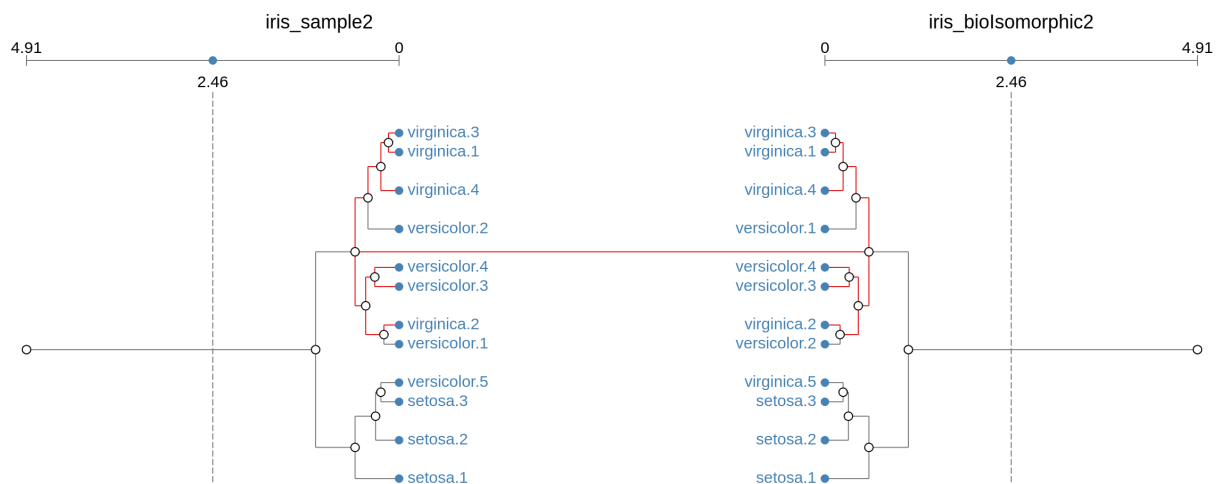 iris_sample2 iris_bioIsomorphic2
4.91 0 0 4.91
2.46 2.46
virginica.3 virginica.3
virginica.1 virginica.1
virginica.4 virginica.4
versicolor.2 versicolor.1
versicolor.4 versicolor.4
versicolor.3 versicolor.3
virginica.2 virginica.2
versicolor.1 versicolor.2
versicolor.5 virginica.5
setosa.3 setosa.3
setosa.2 setosa.2
setosa.1 setosa.1